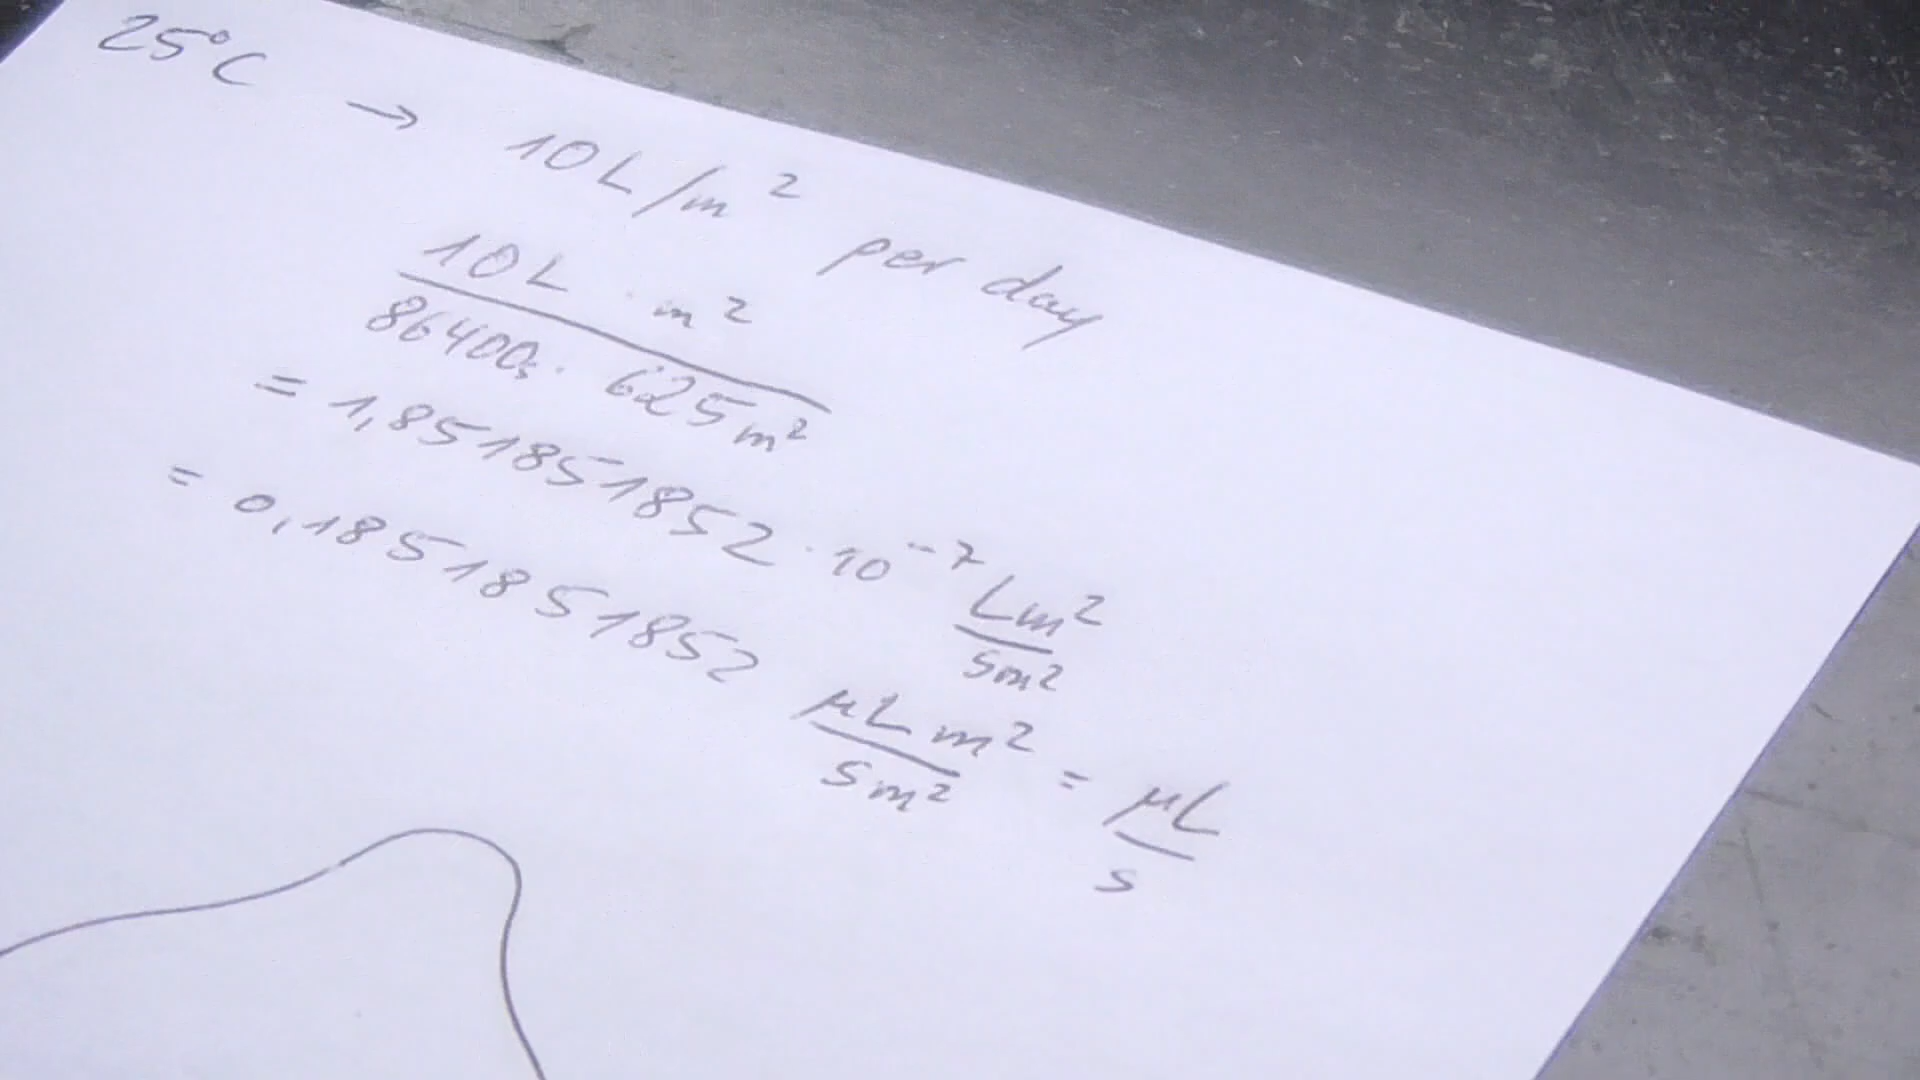 25°C → 10L/m² per day
10L · m²
86400s · 625m²
= 1,851851852 · 10⁻⁷ Lm²/sm²
= 0,1851851852 μLm²/sm² = μL/s